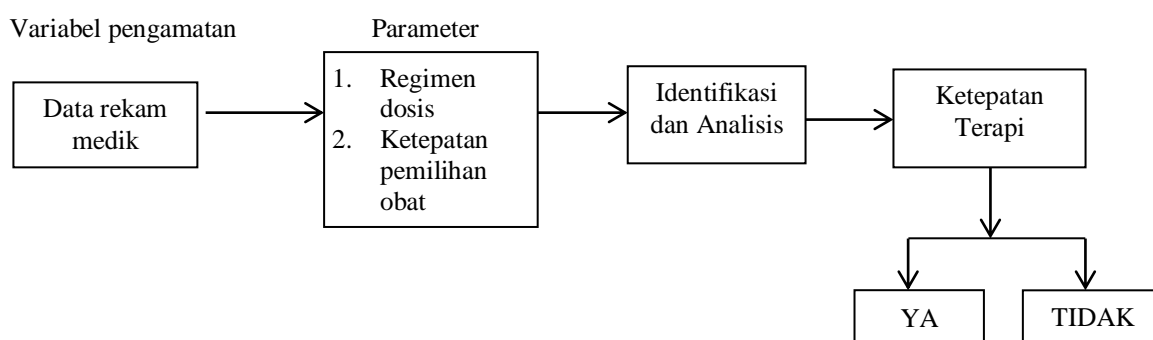 Variabel pengamatan
Parameter
Data rekam
medik
1. Regimen
dosis
2. Ketepatan
pemilihan
obat
Identifikasi
dan Analisis
Ketepatan
Terapi
YA
TIDAK